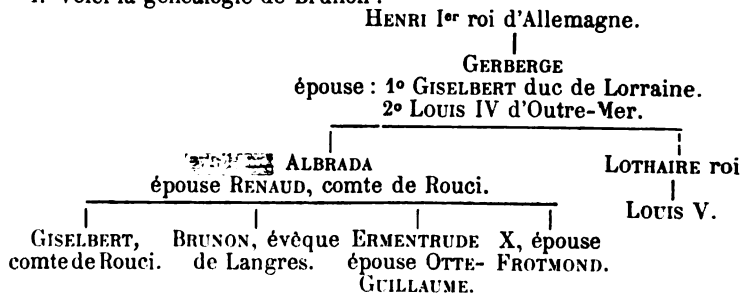 1. Voici la généalogie de Brunon :
HENRI Ier roi d'Allemagne.
GERBERGE
épouse : 1º GISELBERT duc de Lorraine.
2º LOUIS IV d'Outre-Mer.
ALBRADA
LOTHAIRE roi
épouse RENAUD, comte de Rouci.
LOUIS V.
GISELBERT, BRUNON, évêque ERMENTRUDE X, épouse
comte de Rouci. de Langres. épouse OTTE- FROTMOND.
GUILLAUME.